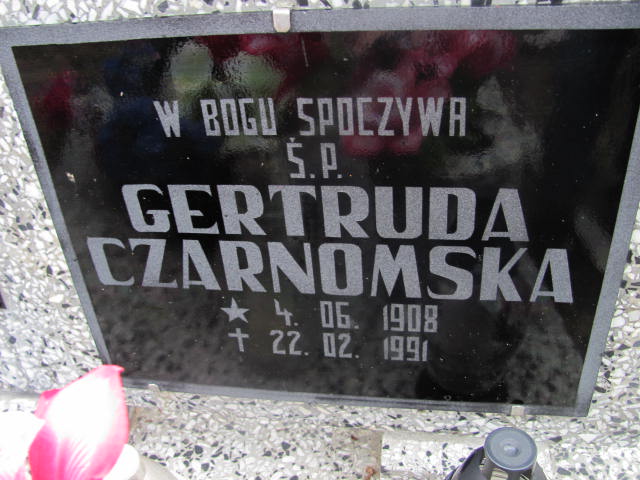 W BOGU SPOCZYWA
Ś.P.
GERTRUDA
CZARNOMSKA
★ 4. 06. 1908
✝ 22. 02. 1991